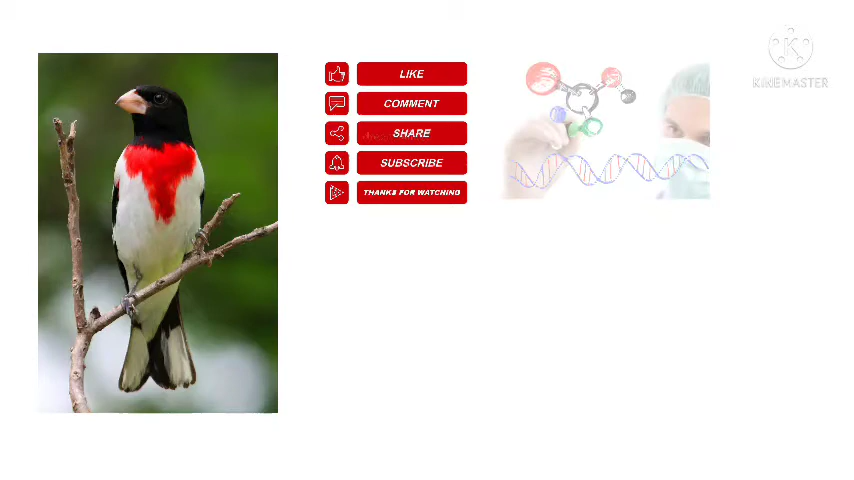 LIKE
COMMENT
SHARE
SUBSCRIBE
THANKS FOR WATCHING
KINEMASTER